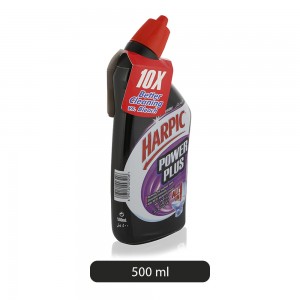 10X
Better
Cleaning
vs. Bleach
HARPIC
POWER
PLUS
500 ml